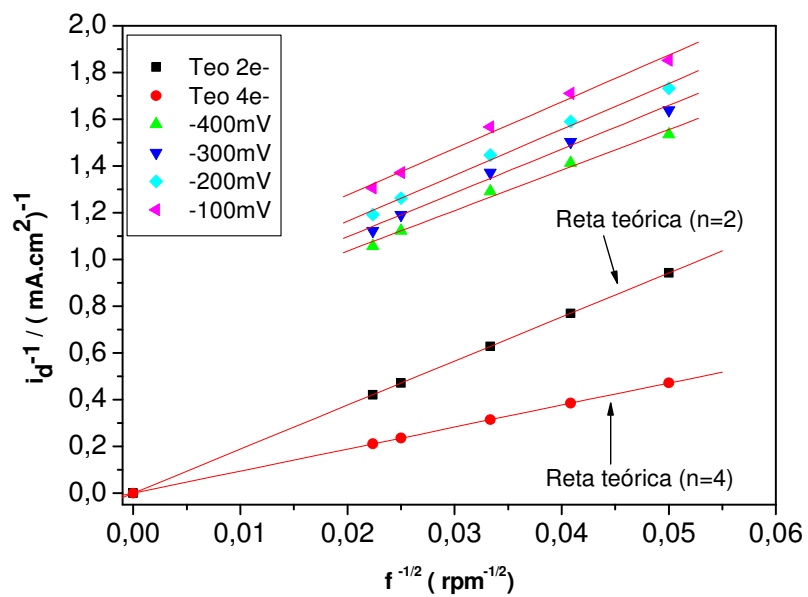 2,0
1,8
1,6
1,4
1,2
1,0
0,8
0,6
0,4
0,2
0,0
i_d^-1 / ( mA.cm²)^-1
Teo 2e-
Teo 4e-
-400mV
-300mV
-200mV
-100mV
Reta teórica (n=2)
Reta teórica (n=4)
0,00 0,01 0,02 0,03 0,04 0,05 0,06
f ^-1/2 ( rpm^-1/2)